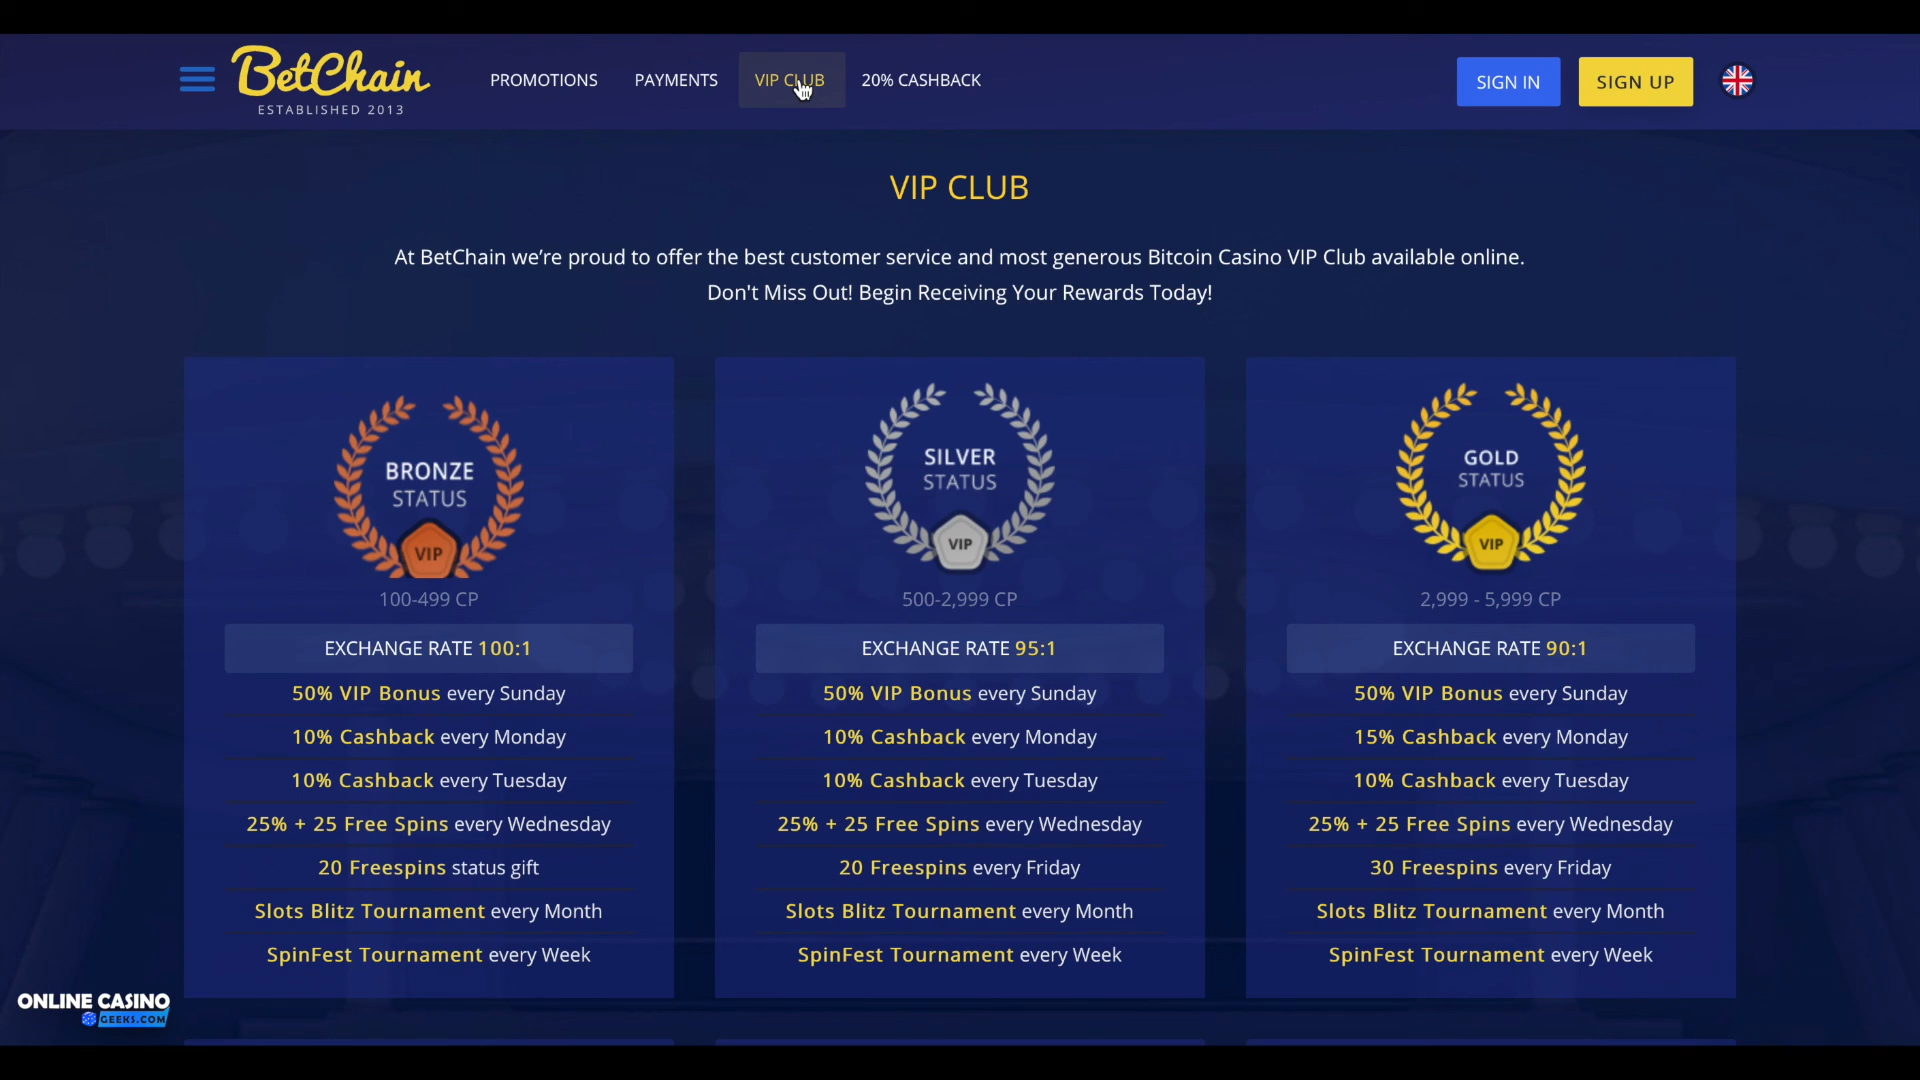 BetChain
ESTABLISHED 2013
PROMOTIONS
PAYMENTS
VIP CLUB
20% CASHBACK
SIGN IN
SIGN UP
VIP CLUB
At BetChain we’re proud to offer the best customer service and most generous Bitcoin Casino VIP Club available online.
Don't Miss Out! Begin Receiving Your Rewards Today!
BRONZE
STATUS
VIP
100-499 CP
EXCHANGE RATE 100:1
50% VIP Bonus every Sunday
10% Cashback every Monday
10% Cashback every Tuesday
25% + 25 Free Spins every Wednesday
20 Freespins status gift
Slots Blitz Tournament every Month
SpinFest Tournament every Week
SILVER
STATUS
VIP
500-2,999 CP
EXCHANGE RATE 95:1
50% VIP Bonus every Sunday
10% Cashback every Monday
10% Cashback every Tuesday
25% + 25 Free Spins every Wednesday
20 Freespins every Friday
Slots Blitz Tournament every Month
SpinFest Tournament every Week
GOLD
STATUS
VIP
2,999 - 5,999 CP
EXCHANGE RATE 90:1
50% VIP Bonus every Sunday
15% Cashback every Monday
10% Cashback every Tuesday
25% + 25 Free Spins every Wednesday
30 Freespins every Friday
Slots Blitz Tournament every Month
SpinFest Tournament every Week
ONLINE CASINO
GEEKS.COM